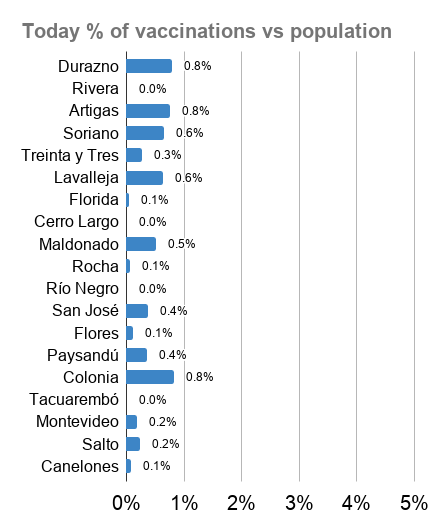 Today % of vaccinations vs population
Durazno 0.8%
Rivera 0.0%
Artigas 0.8%
Soriano 0.6%
Treinta y Tres 0.3%
Lavalleja 0.6%
Florida 0.1%
Cerro Largo 0.0%
Maldonado 0.5%
Rocha 0.1%
Río Negro 0.0%
San José 0.4%
Flores 0.1%
Paysandú 0.4%
Colonia 0.8%
Tacuarembó 0.0%
Montevideo 0.2%
Salto 0.2%
Canelones 0.1%
0% 1% 2% 3% 4% 5%